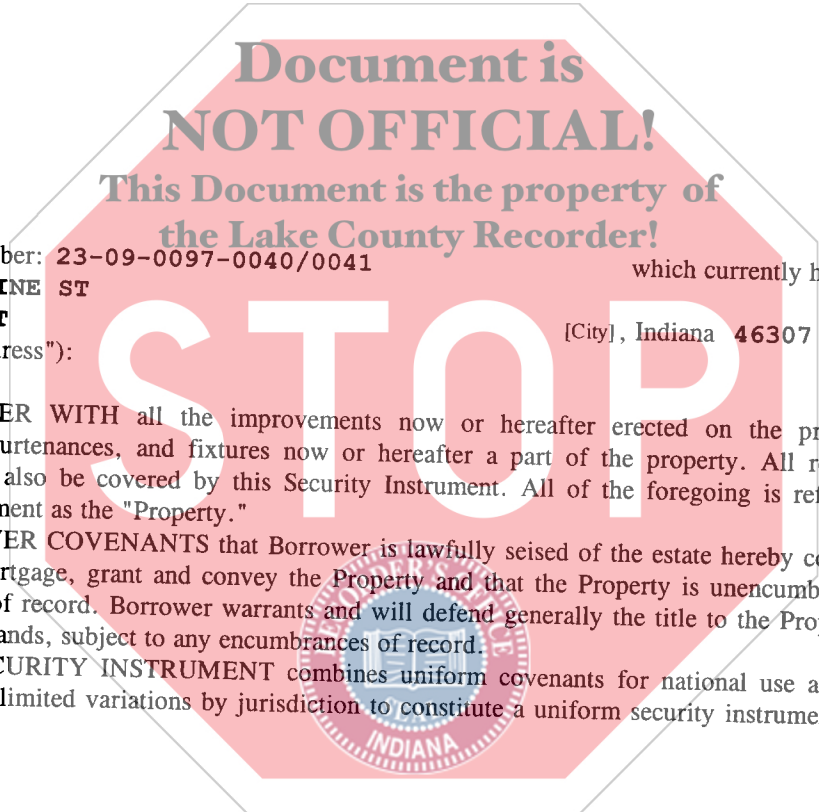 Document is
NOT OFFICIAL!
This Document is the property of
the Lake County Recorder!
ber: 23-09-0097-0040/0041 which currently h
INE ST
T [City], Indiana 46307
ress"):
ER WITH all the improvements now or hereafter erected on the pr
urtenances, and fixtures now or hereafter a part of the property. All r
also be covered by this Security Instrument. All of the foregoing is ref
ment as the "Property."
ER COVENANTS that Borrower is lawfully seised of the estate hereby co
rtgage, grant and convey the Property and that the Property is unencumb
f record. Borrower warrants and will defend generally the title to the Prop
ands, subject to any encumbrances of record.
CURITY INSTRUMENT combines uniform covenants for national use a
limited variations by jurisdiction to constitute a uniform security instrume
STOP
INDIANA